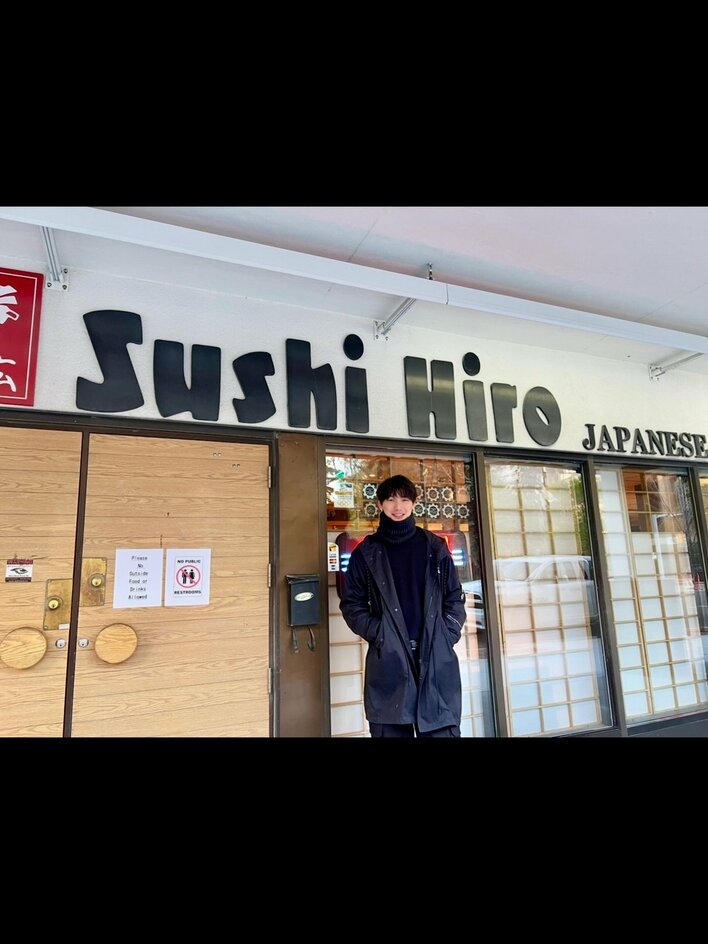 Sushi Hiro
JAPANESE
Please
No
Outside
Food or
Drinks
Allowed
NO PUBLIC
RESTROOMS